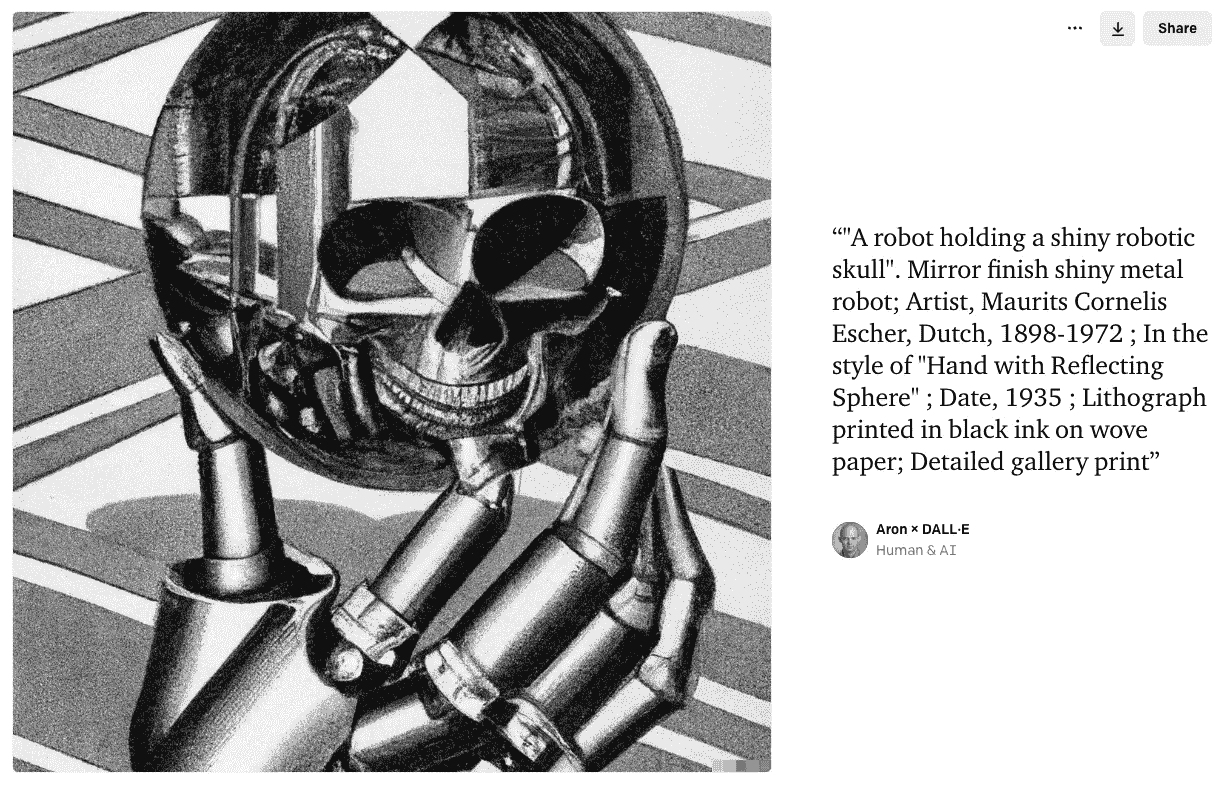 Share
“"A robot holding a shiny robotic
skull". Mirror finish shiny metal
robot; Artist, Maurits Cornelis
Escher, Dutch, 1898-1972 ; In the
style of "Hand with Reflecting
Sphere" ; Date, 1935 ; Lithograph
printed in black ink on wove
paper; Detailed gallery print”
Aron × DALL·E
Human & AI